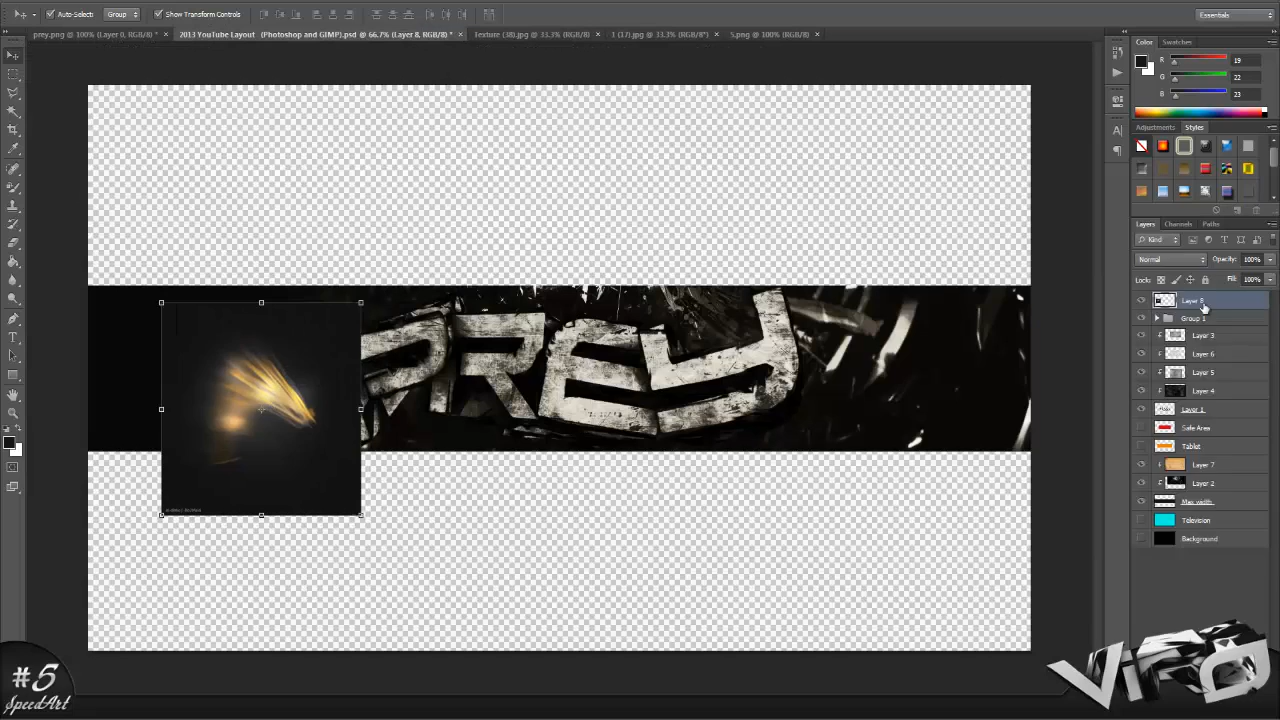 Auto-Select: Group Show Transform Controls Essentials
prey.png @ 100% (Layer 0, RGB/8) * × 2013 YouTube Layout (Photoshop and GIMP).psd @ 66.7% (Layer 8, RGB/8) * × Texture (38).jpg @ 33.3% (RGB/8) × 1 (17).jpg @ 33.3% (RGB/8*) × 5.png @ 100% (RGB/8) ×
Color Swatches
R 19
G 22
B 23
Adjustments Styles
Layers Channels Paths
Kind
Normal Opacity: 100%
Lock: Fill: 100%
Layer 8
Group 1
Layer 3
Layer 6
Layer 5
Layer 4
Layer 1
Safe Area
Tablet
Layer 7
Layer 2
Max width
Television
Background
PREY
#5
SpeedArt